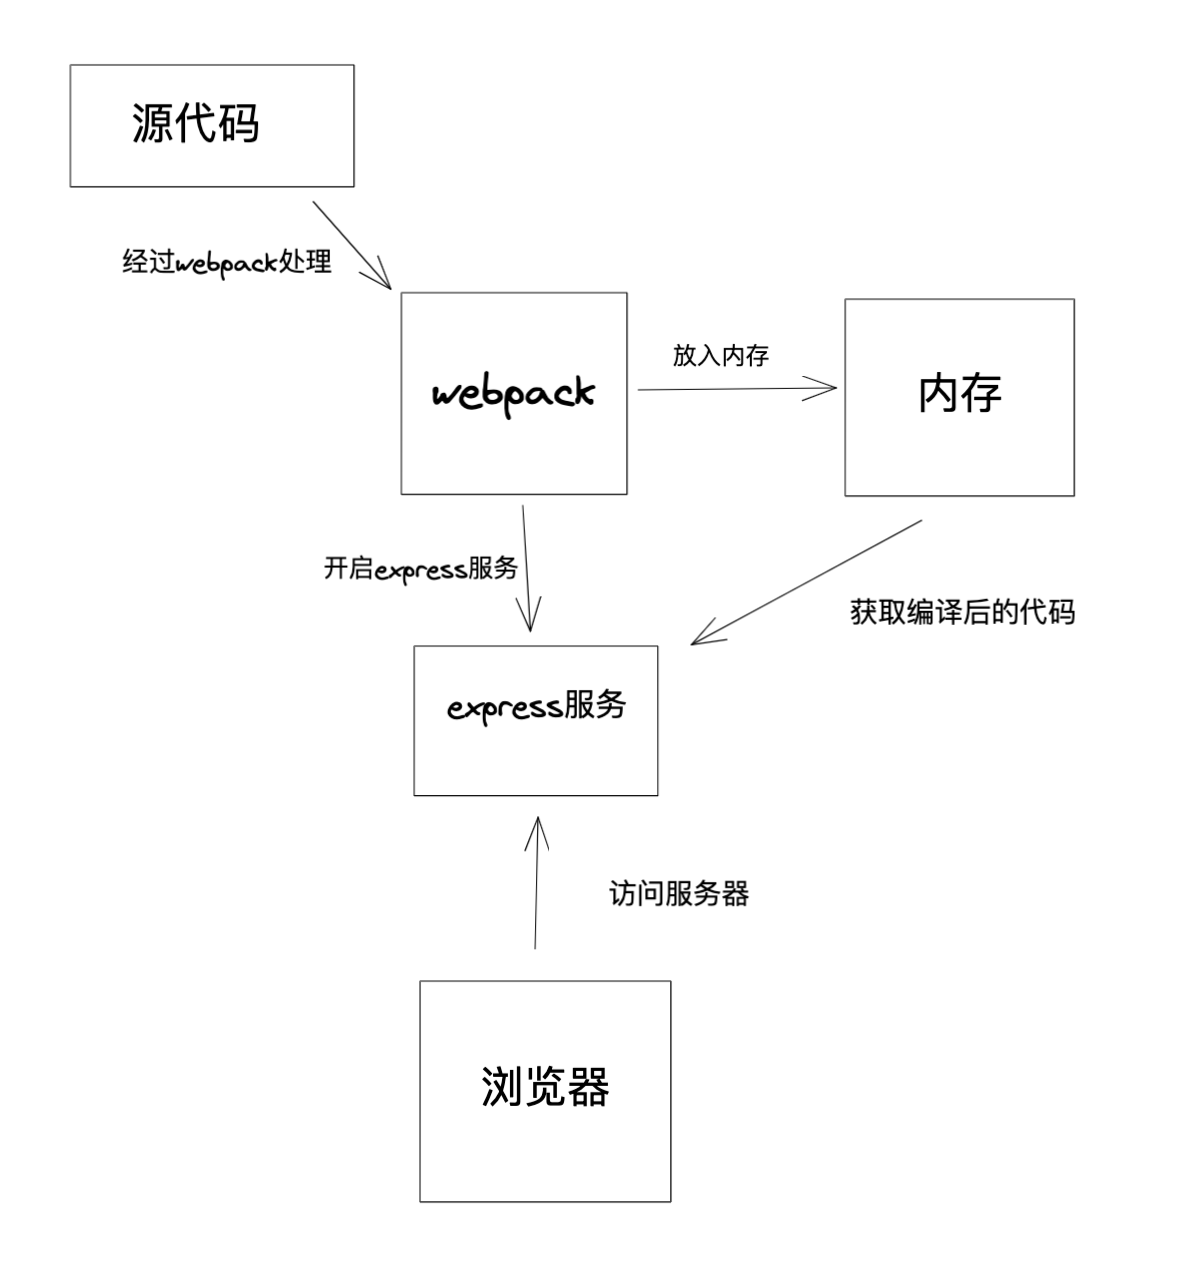 源代码
经过webpack处理
webpack
放入内存
内存
开启express服务
获取编译后的代码
express服务
访问服务器
浏览器